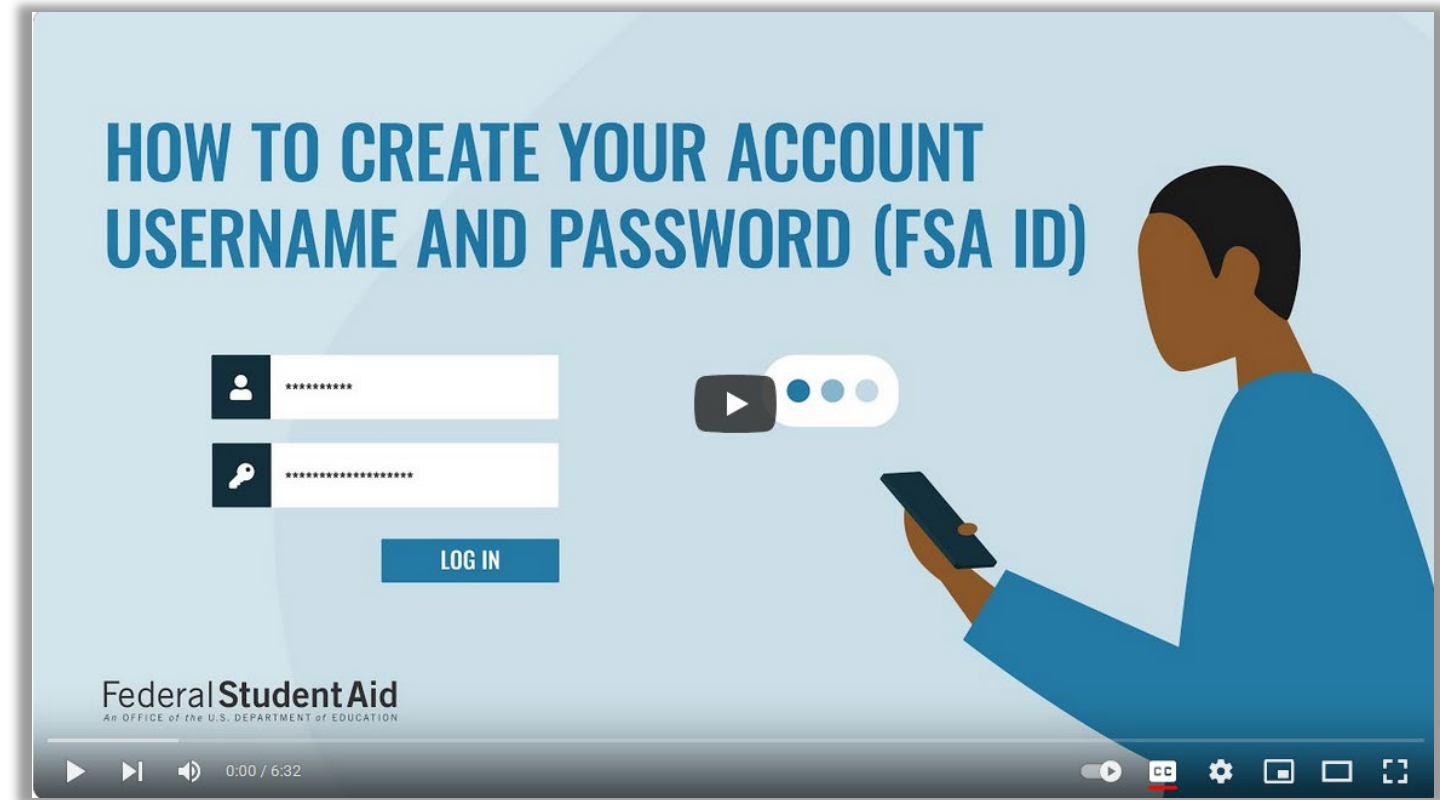 HOW TO CREATE YOUR ACCOUNT
USERNAME AND PASSWORD (FSA ID)
**********
*******************
LOG IN
Federal Student Aid
An OFFICE of the U.S. DEPARTMENT of EDUCATION
0:00 / 6:32
CC